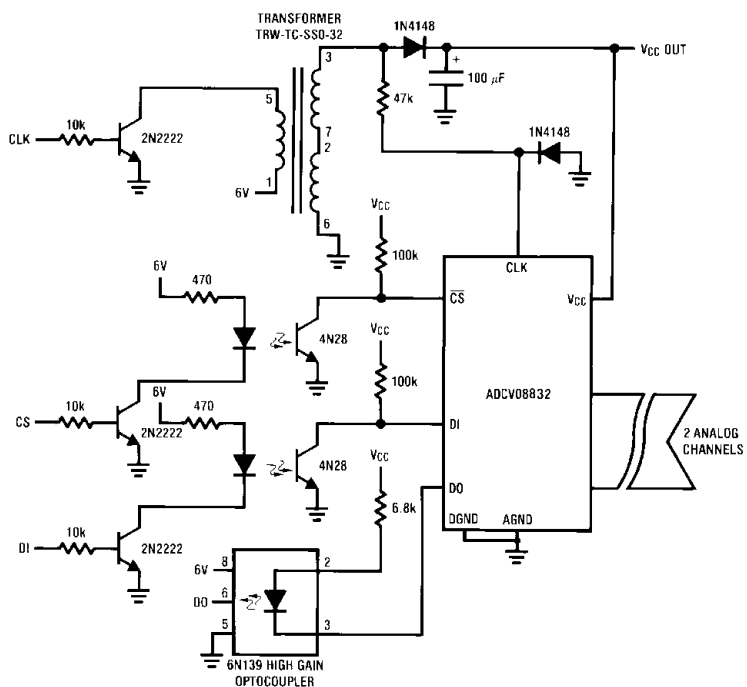 TRANSFORMER
TRW-TC-SSO-32
1N4148
VCC OUT
3
+
100 μF
5
47k
10k
CLK
2N2222
7
1N4148
2
1
6V
6
VCC
100k
CLK
6V
470
CS
VCC
VCC
4N28
ADCV08832
100k
10k
6V
470
CS
2N2222
DI
2 ANALOG
CHANNELS
4N28
VCC
DO
6.8k
10k
DGND
AGND
DI
2N2222
6V
8
2
DO
6
5
3
6N139 HIGH GAIN
OPTOCOUPLER